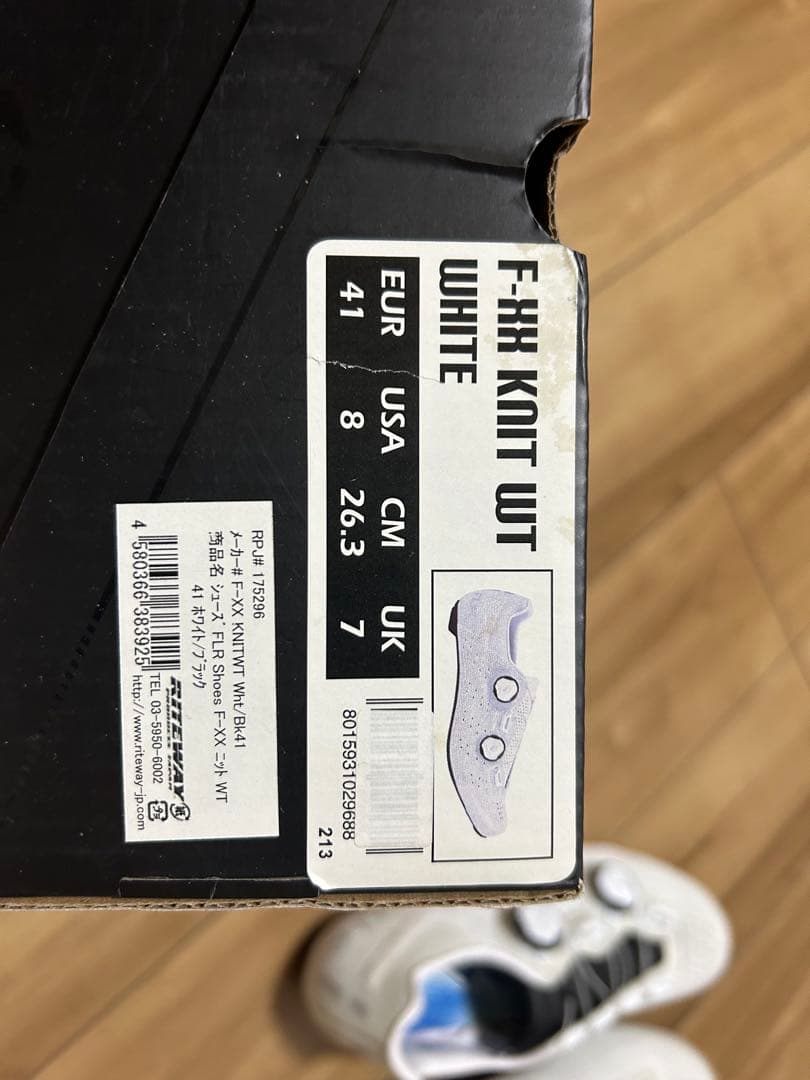 F-XX KNIT WT
WHITE
EUR USA CM UK
41 8 26.3 7
8015931029688
213
RPJ# 175296
メーカー# F-XX KNITWT Wht/Bk41
商品名 シューズ FLR Shoes F-XX ニット WT
41 ホワイト/ブラック
4 580366 383925
RITEWAY
TEL 03-5950-6002
http://www.riteway-jp.com